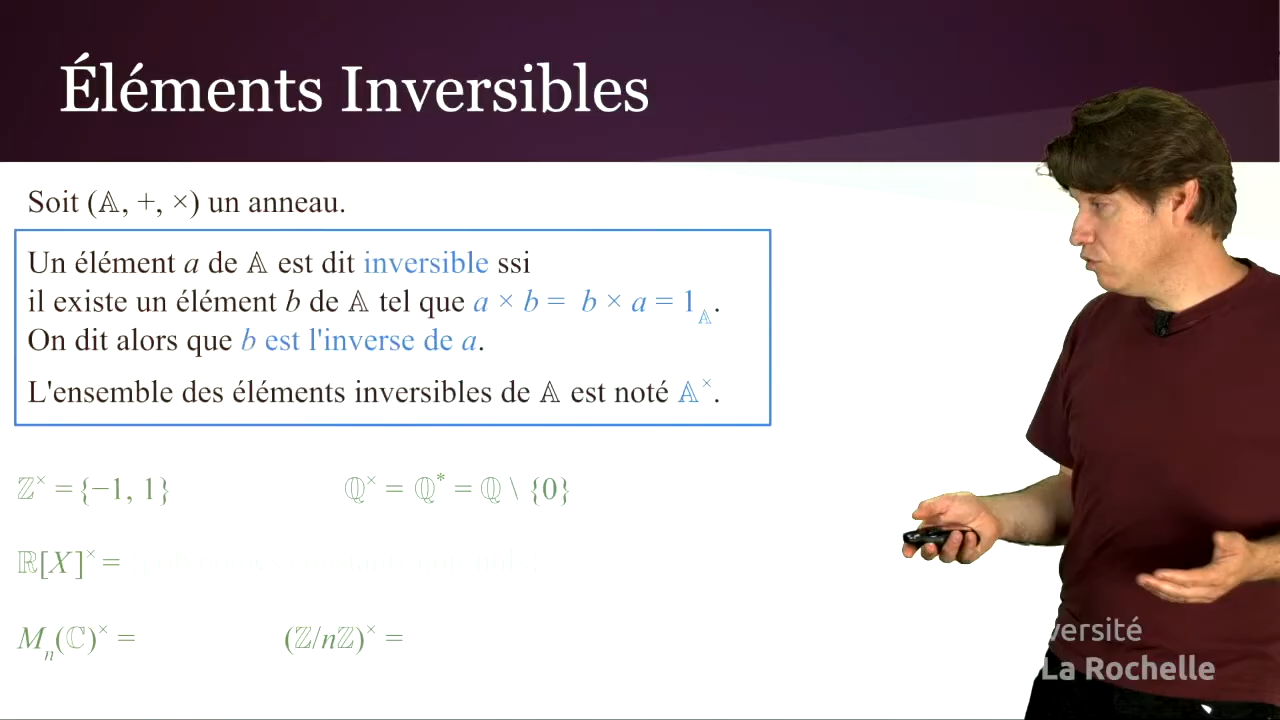 Éléments Inversibles
Soit (𝔸, +, ×) un anneau.
Un élément a de 𝔸 est dit inversible ssi
il existe un élément b de 𝔸 tel que a × b = b × a = 1_𝔸.
On dit alors que b est l'inverse de a.
L'ensemble des éléments inversibles de 𝔸 est noté 𝔸^×.
ℤ^× = {−1, 1} ℚ^× = ℚ^* = ℚ \ {0}
ℝ[X]^× =
M_n(ℂ)^× = (ℤ/nℤ)^× =
versité
La Rochelle